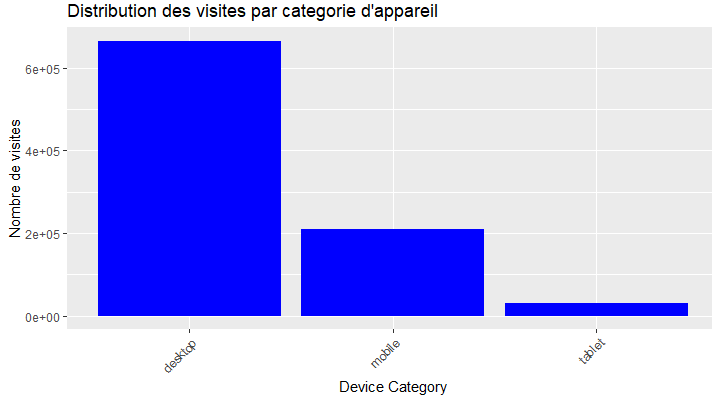 Distribution des visites par categorie d'appareil
Nombre de visites
6e+05
4e+05
2e+05
0e+00
desktop
mobile
tablet
Device Category